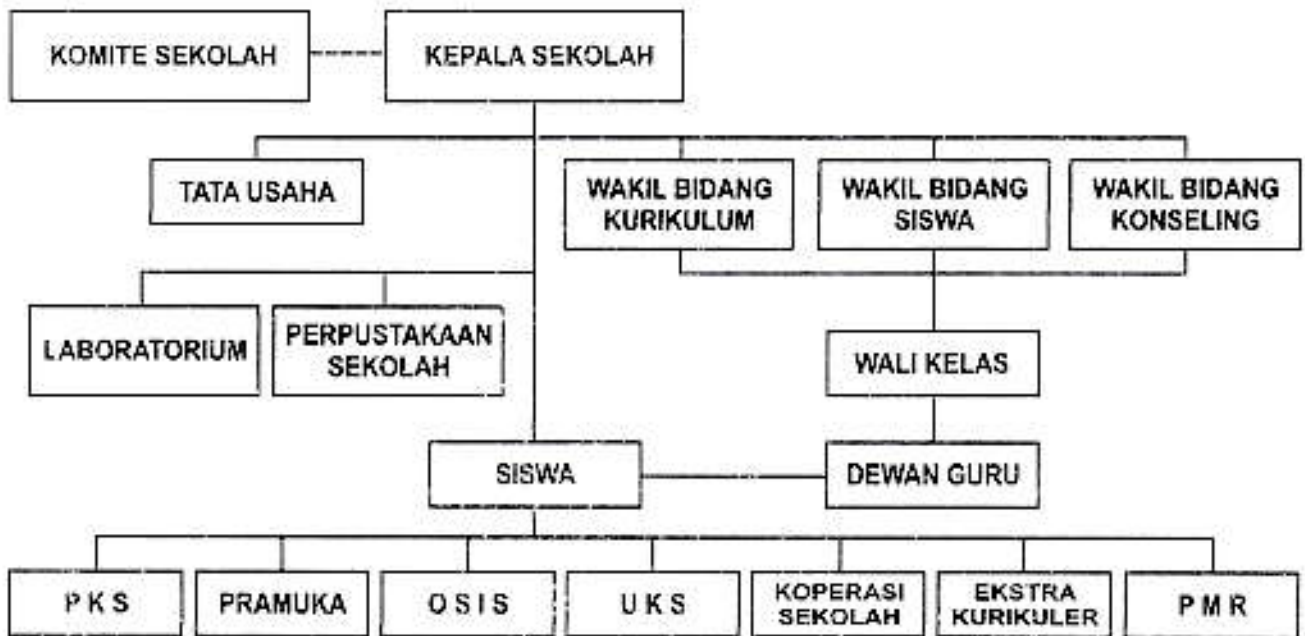 KOMITE SEKOLAH
KEPALA SEKOLAH
TATA USAHA
WAKIL BIDANG
KURIKULUM
WAKIL BIDANG
SISWA
WAKIL BIDANG
KONSELING
LABORATORIUM
PERPUSTAKAAN
SEKOLAH
WALI KELAS
SISWA
DEWAN GURU
P K S
PRAMUKA
O S I S
U K S
KOPERASI
SEKOLAH
EKSTRA
KURIKULER
P M R